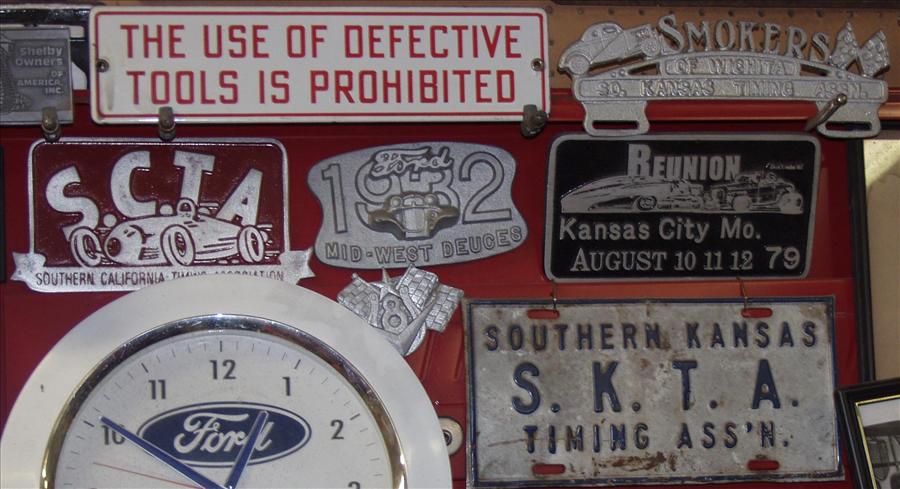 Shelby
Owners
OF
AMERICA,
INC.
THE USE OF DEFECTIVE
TOOLS IS PROHIBITED
SMOKERS
OF WICHITA
SO. KANSAS TIMING ASSN.
S.C.T.A
SOUTHERN CALIFORNIA TIMING ASSOCIATION
Ford
1932
MID-WEST DEUCES
REUNION
Kansas City Mo.
AUGUST 10 11 12 79
8
SOUTHERN KANSAS
S. K. T. A.
TIMING ASS'N.
10 11 12 1 2
Ford